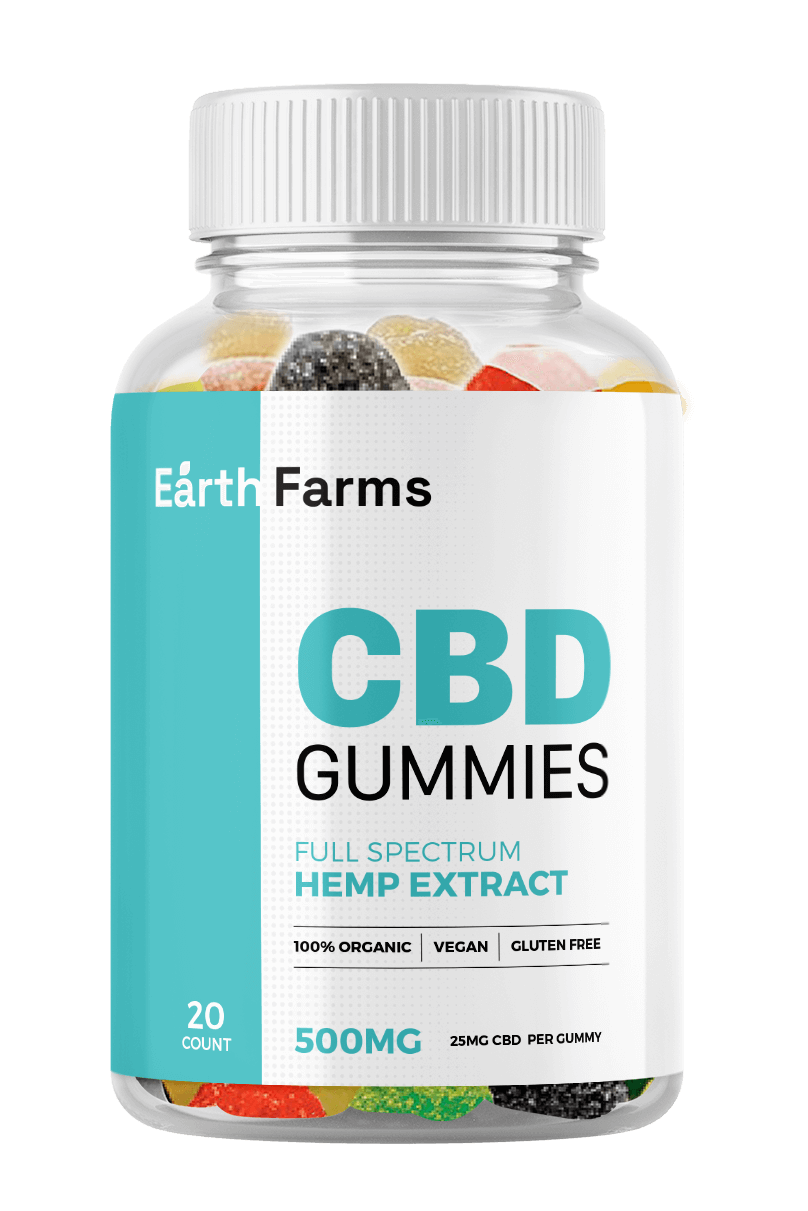 Earth Farms
CBD
GUMMIES
FULL SPECTRUM
HEMP EXTRACT
100% ORGANIC | VEGAN | GLUTEN FREE
20
COUNT
500MG 25MG CBD PER GUMMY